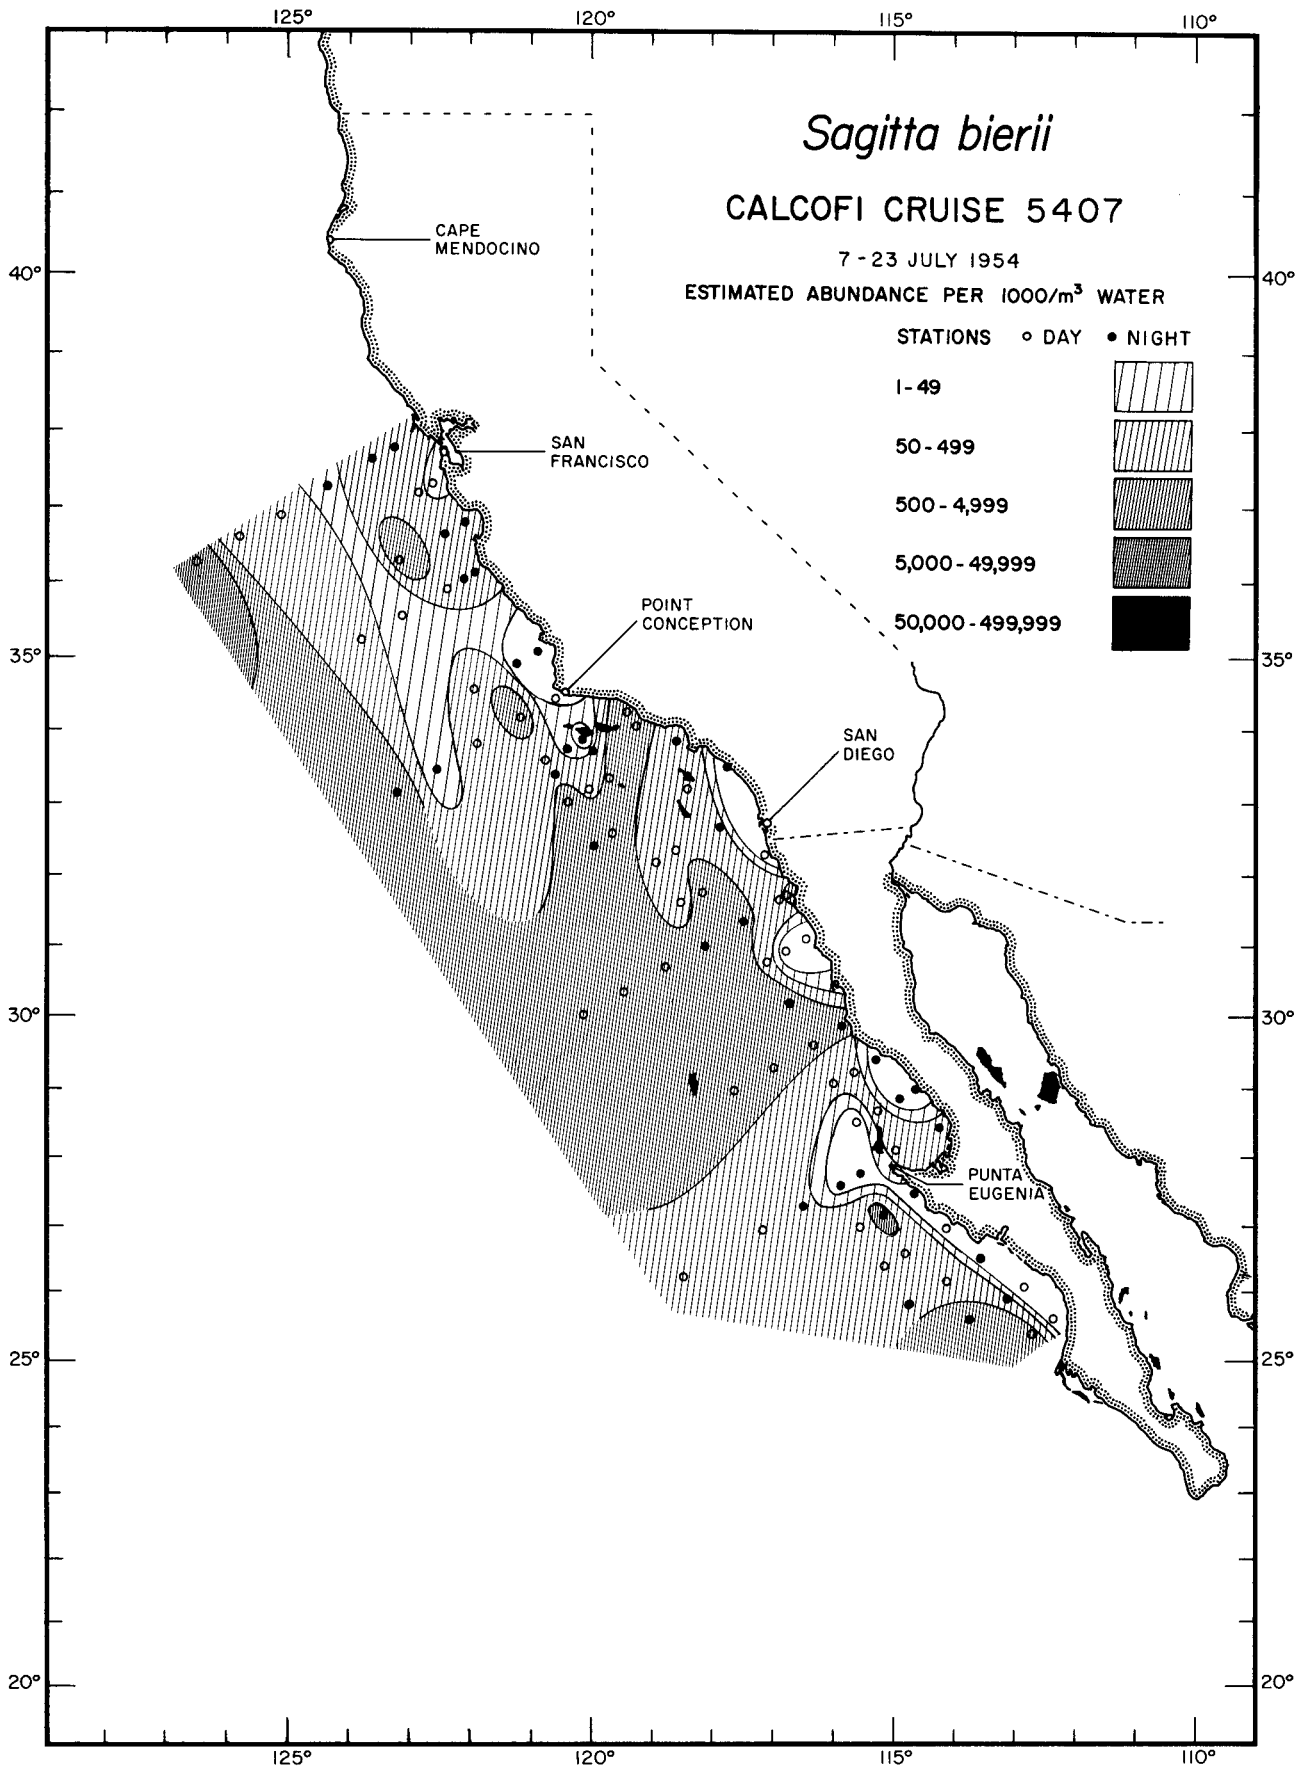 125°
120°
115°
110°
Sagitta bierii
CALCOFI CRUISE 5407
7-23 JULY 1954
ESTIMATED ABUNDANCE PER 1000/m³ WATER
STATIONS ○ DAY ● NIGHT
1-49
50-499
500-4,999
5,000-49,999
50,000-499,999
CAPE
MENDOCINO
40°
40°
SAN
FRANCISCO
POINT
CONCEPTION
35°
35°
SAN
DIEGO
30°
30°
PUNTA
EUGENIA
25°
25°
20°
20°
125°
120°
115°
110°